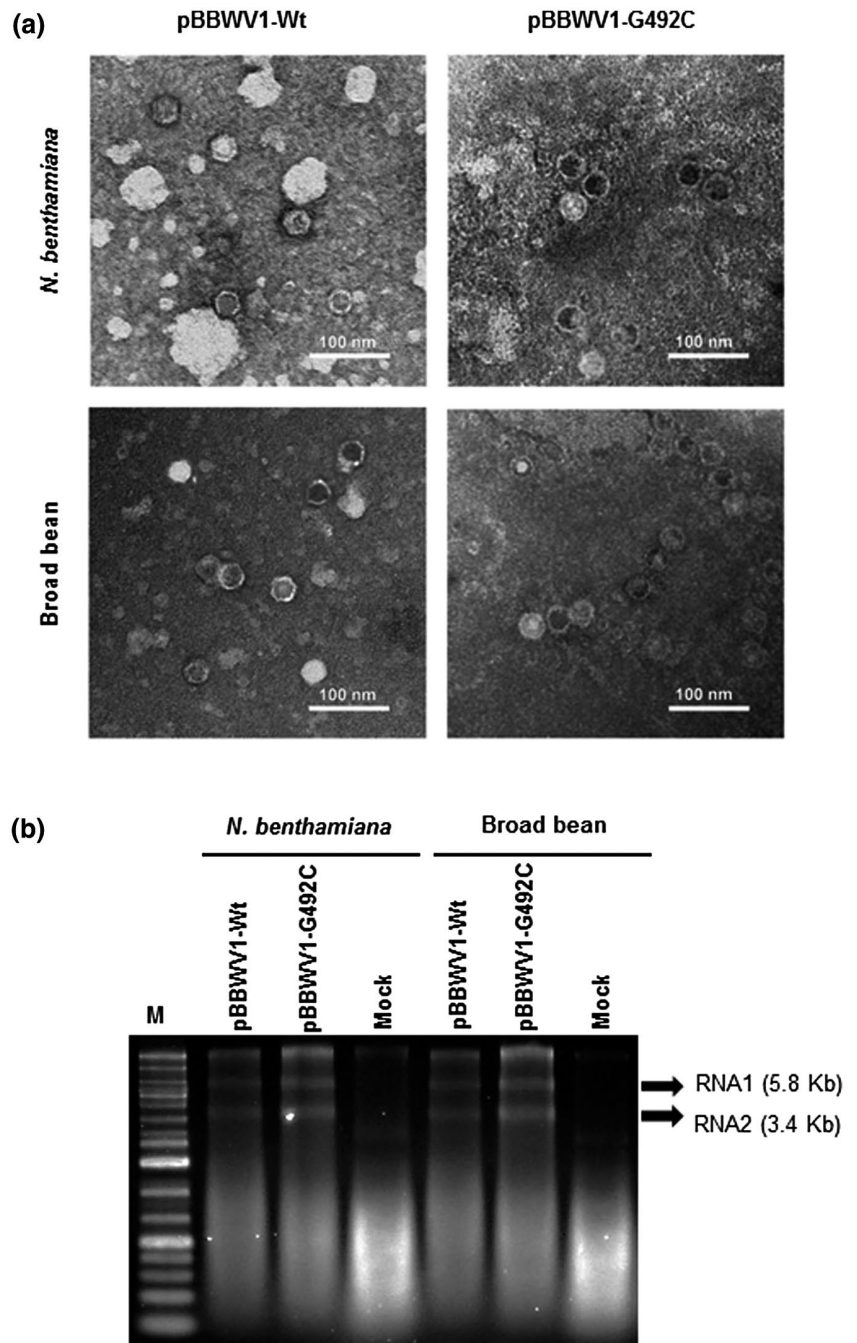 (a)
pBBWV1-Wt
pBBWV1-G492C
N. benthamiana
100 nm
100 nm
Broad bean
100 nm
100 nm
(b)
N. benthamiana
Broad bean
M
pBBWV1-Wt
pBBWV1-G492C
Mock
pBBWV1-Wt
pBBWV1-G492C
Mock
RNA1 (5.8 Kb)
RNA2 (3.4 Kb)